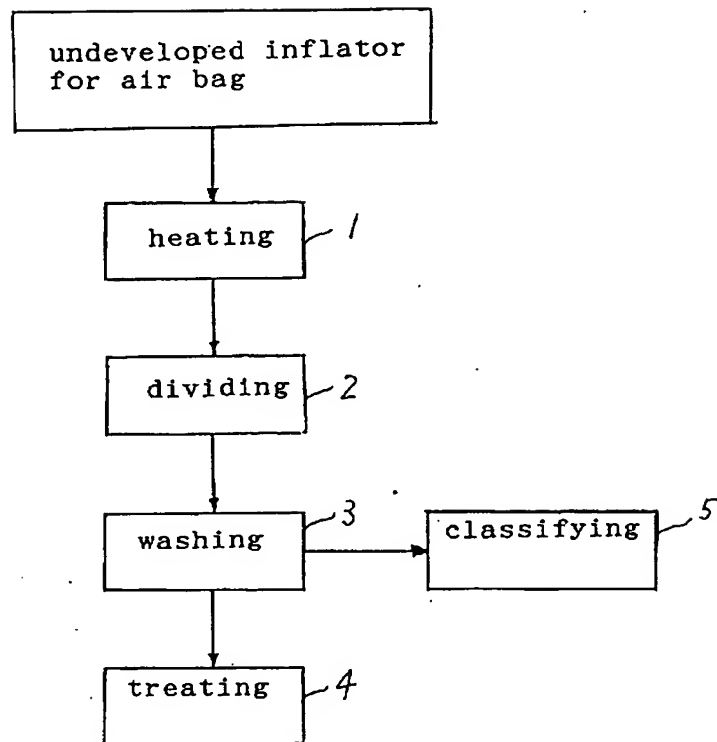 undeveloped inflator
for air bag
heating 1
dividing 2
washing 3
classifying 5
treating 4